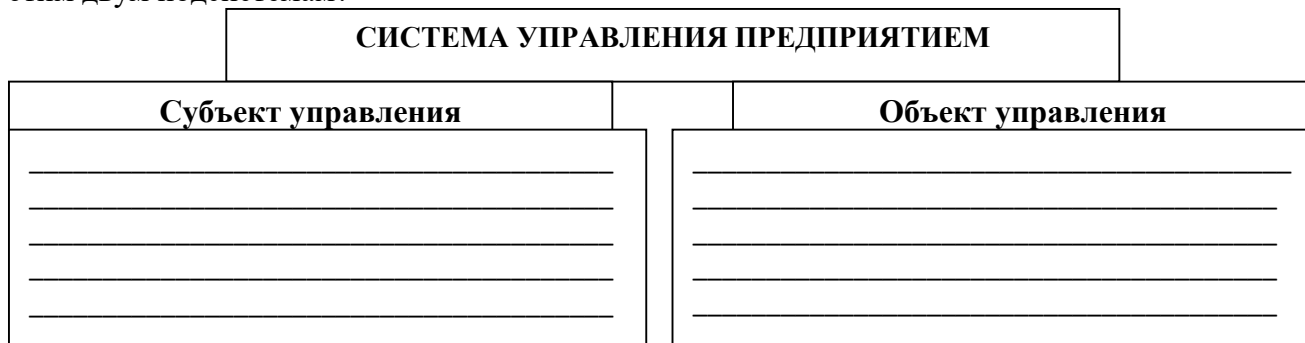 СИСТЕМА УПРАВЛЕНИЯ ПРЕДПРИЯТИЕМ
Субъект управления
Объект управления